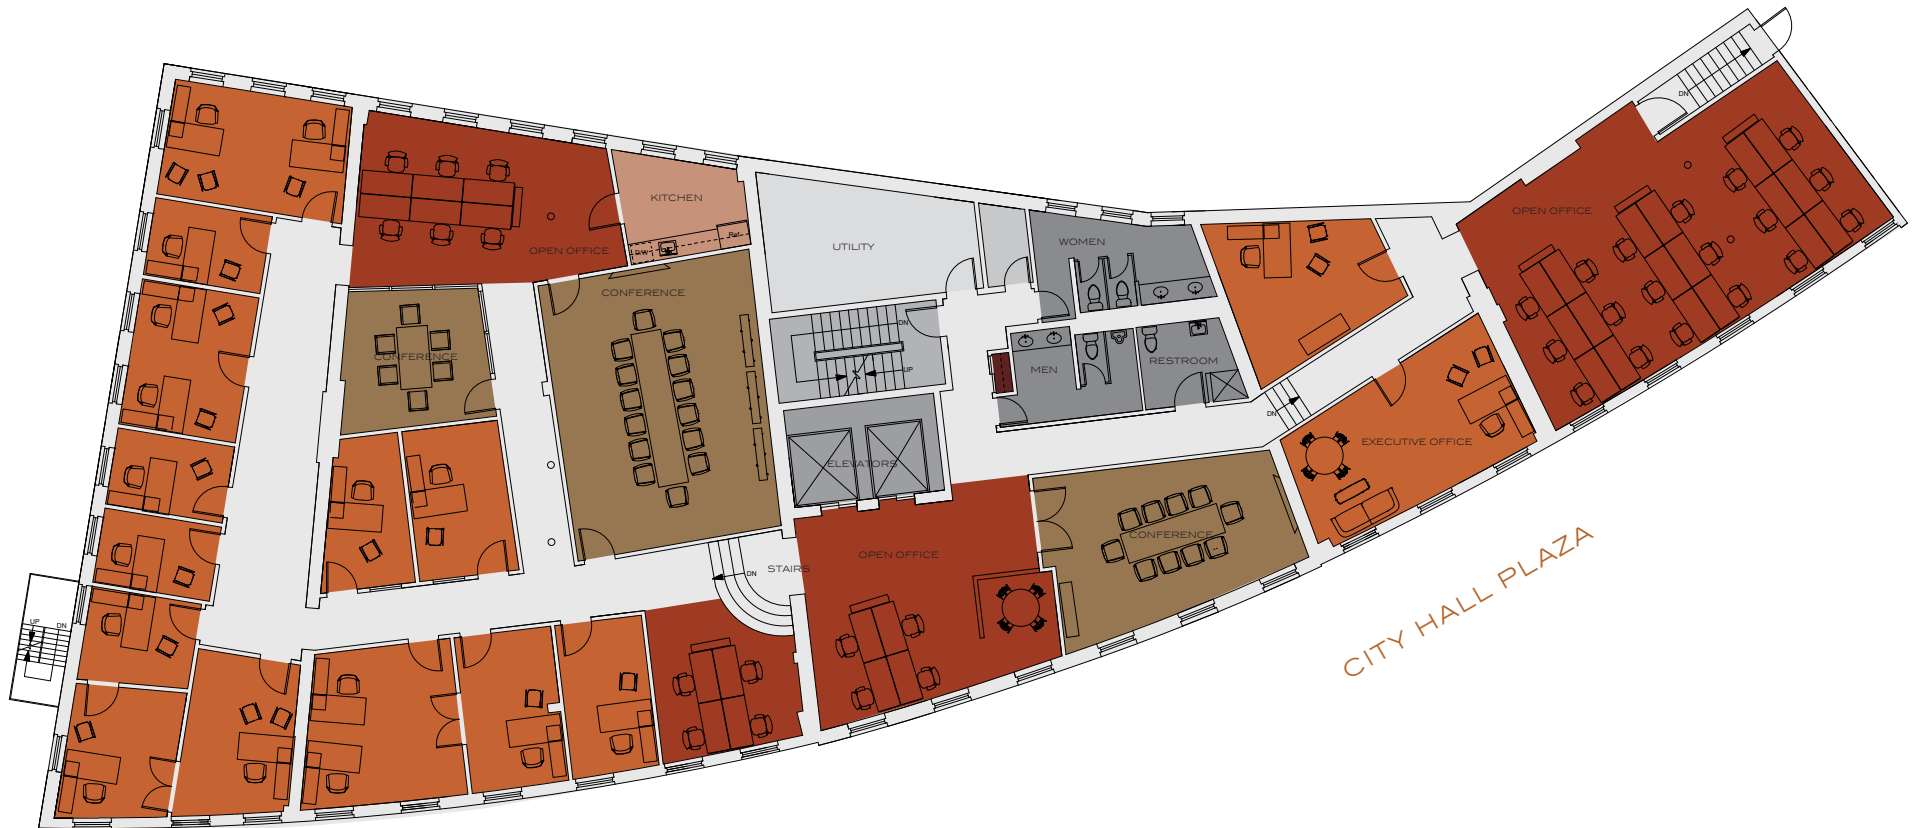 DN
OPEN OFFICE
KITCHEN
OPEN OFFICE
WOMEN
UTILITY
Ref.
D/W
CONFERENCE
DN
CONFERENCE
RESTROOM
MEN
UP
DN
EXECUTIVE OFFICE
ELEVATORS
CONFERENCE
OPEN OFFICE
STAIRS
DN
UP
DN
CITY HALL PLAZA